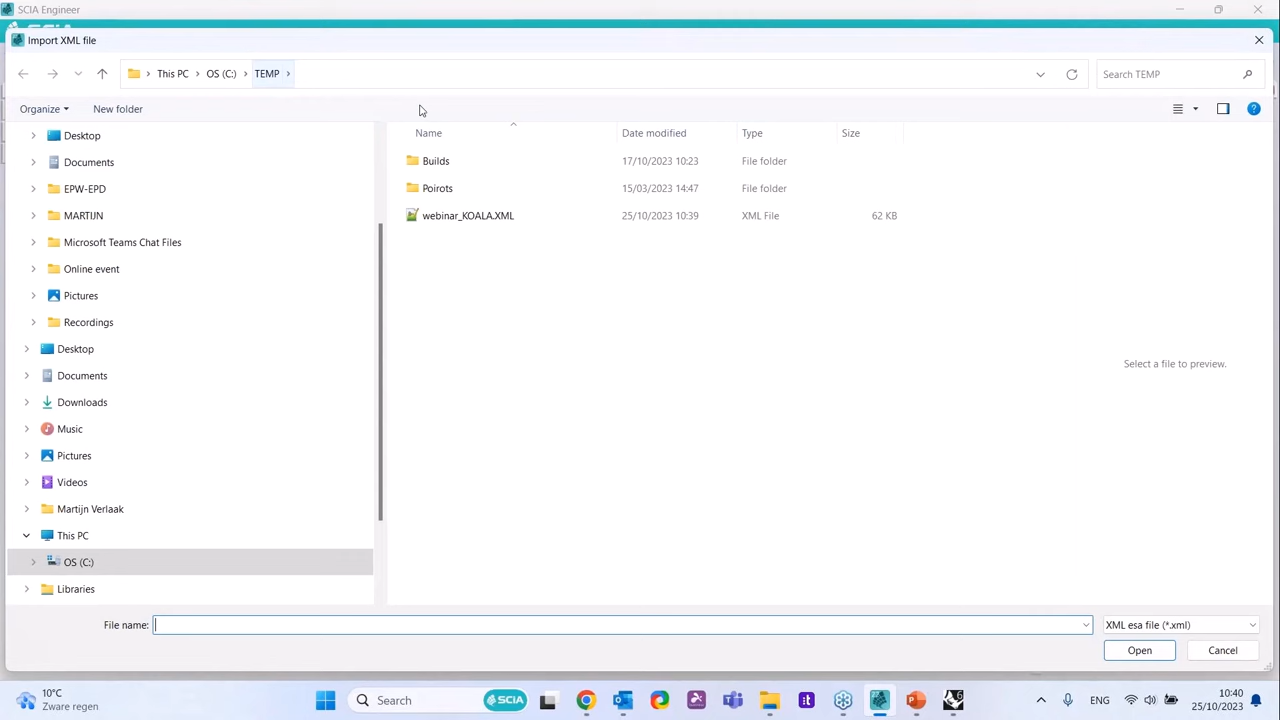 SCIA Engineer
Import XML file
This PC
OS (C:)
TEMP
Search TEMP
Organize
New folder
Name
Date modified
Type
Size
Builds
17/10/2023 10:23
File folder
Poirots
15/03/2023 14:47
File folder
webinar_KOALA.XML
25/10/2023 10:39
XML File
62 KB
Desktop
Documents
EPW-EPD
MARTIJN
Microsoft Teams Chat Files
Online event
Pictures
Recordings
Desktop
Documents
Downloads
Music
Pictures
Videos
Martijn Verlaak
This PC
OS (C:)
Libraries
Select a file to preview.
File name:
XML esa file (*.xml)
Open
Cancel
10°C
Zware regen
Search
SCIA
ENG
10:40
25/10/2023